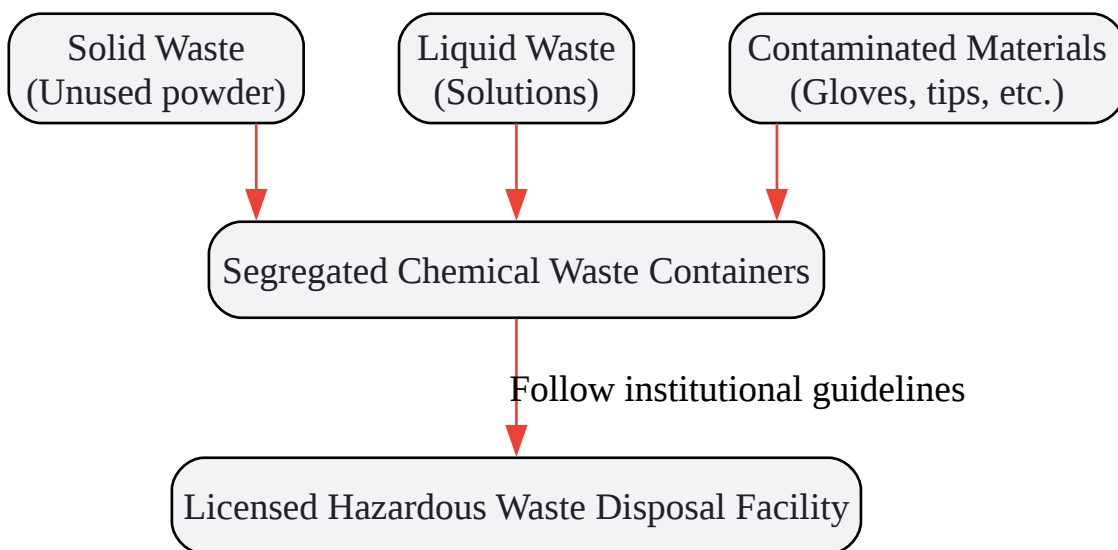 Solid Waste
(Unused powder)
Liquid Waste
(Solutions)
Contaminated Materials
(Gloves, tips, etc.)
Segregated Chemical Waste Containers
Follow institutional guidelines
Licensed Hazardous Waste Disposal Facility